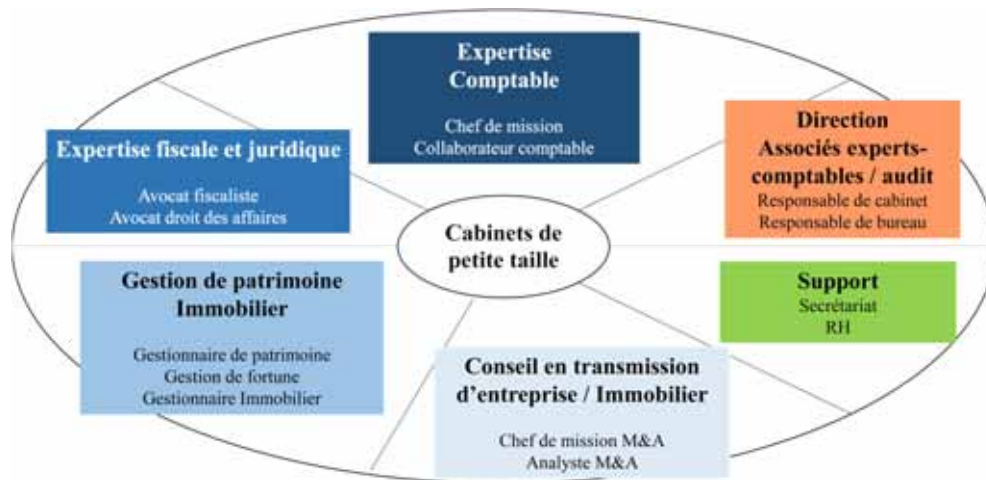 Expertise
Comptable
Chef de mission
Collaborateur comptable
Expertise fiscale et juridique
Avocat fiscaliste
Avocat droit des affaires
Direction
Associés experts-
comptables / audit
Responsable de cabinet
Responsable de bureau
Cabinets de
petite taille
Gestion de patrimoine
Immobilier
Gestionnaire de patrimoine
Gestion de fortune
Gestionnaire Immobilier
Support
Secrétariat
RH
Conseil en transmission
d'entreprise / Immobilier
Chef de mission M&A
Analyste M&A